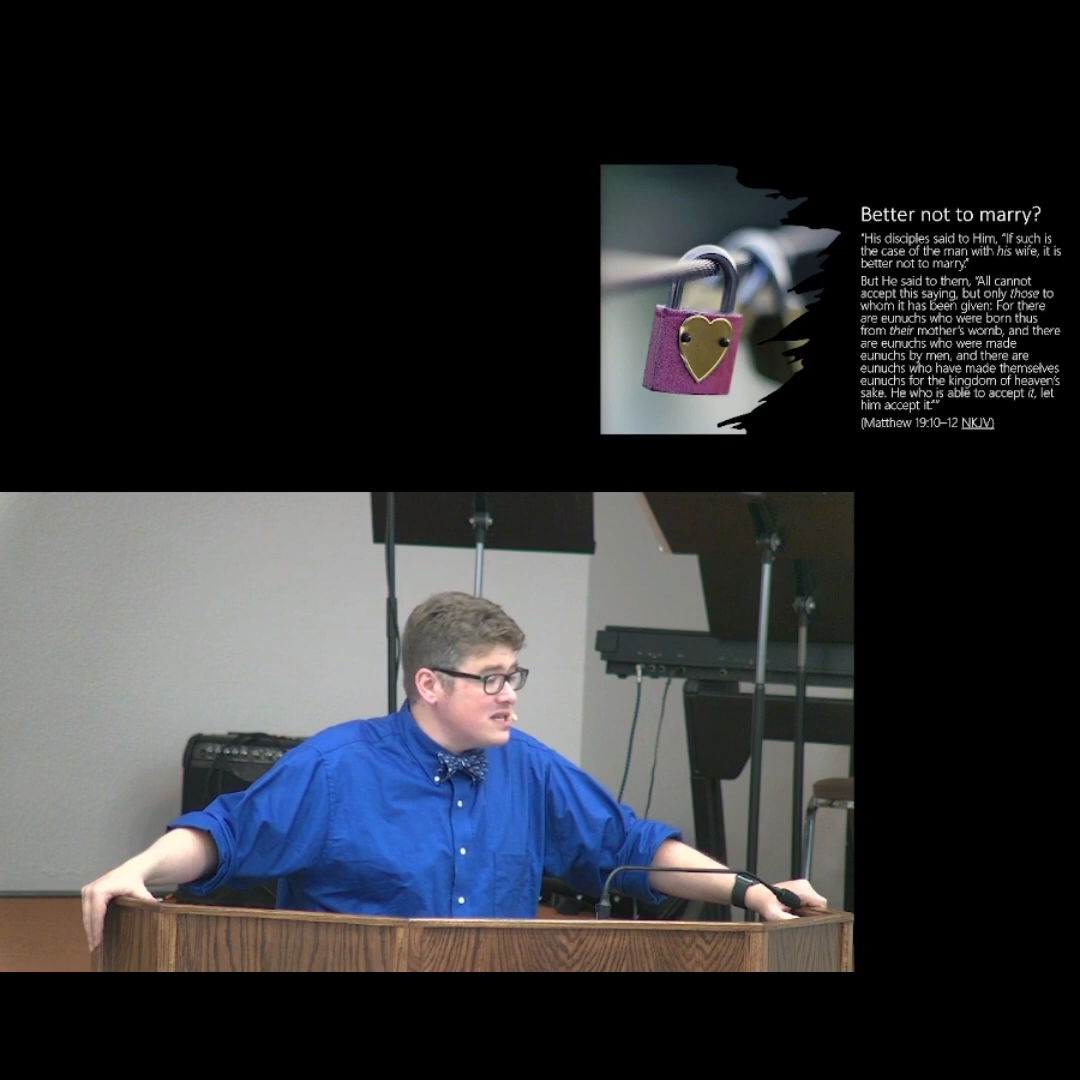 Better not to marry?
“His disciples said to Him, “If such is
the case of the man with his wife, it is
better not to marry.”
But He said to them, “All cannot
accept this saying, but only those to
whom it has been given: For there
are eunuchs who were born thus
from their mother’s womb, and there
are eunuchs who were made
eunuchs by men, and there are
eunuchs who have made themselves
eunuchs for the kingdom of heaven’s
sake. He who is able to accept it, let
him accept it.””
(Matthew 19:10–12 NKJV)